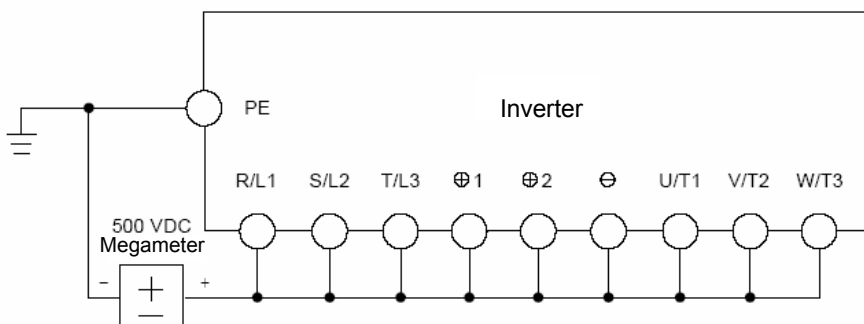 PE
Inverter
R/L1 S/L2 T/L3 ⊕1 ⊕2 ⊖ U/T1 V/T2 W/T3
500 VDC
Megameter
− +
+
−